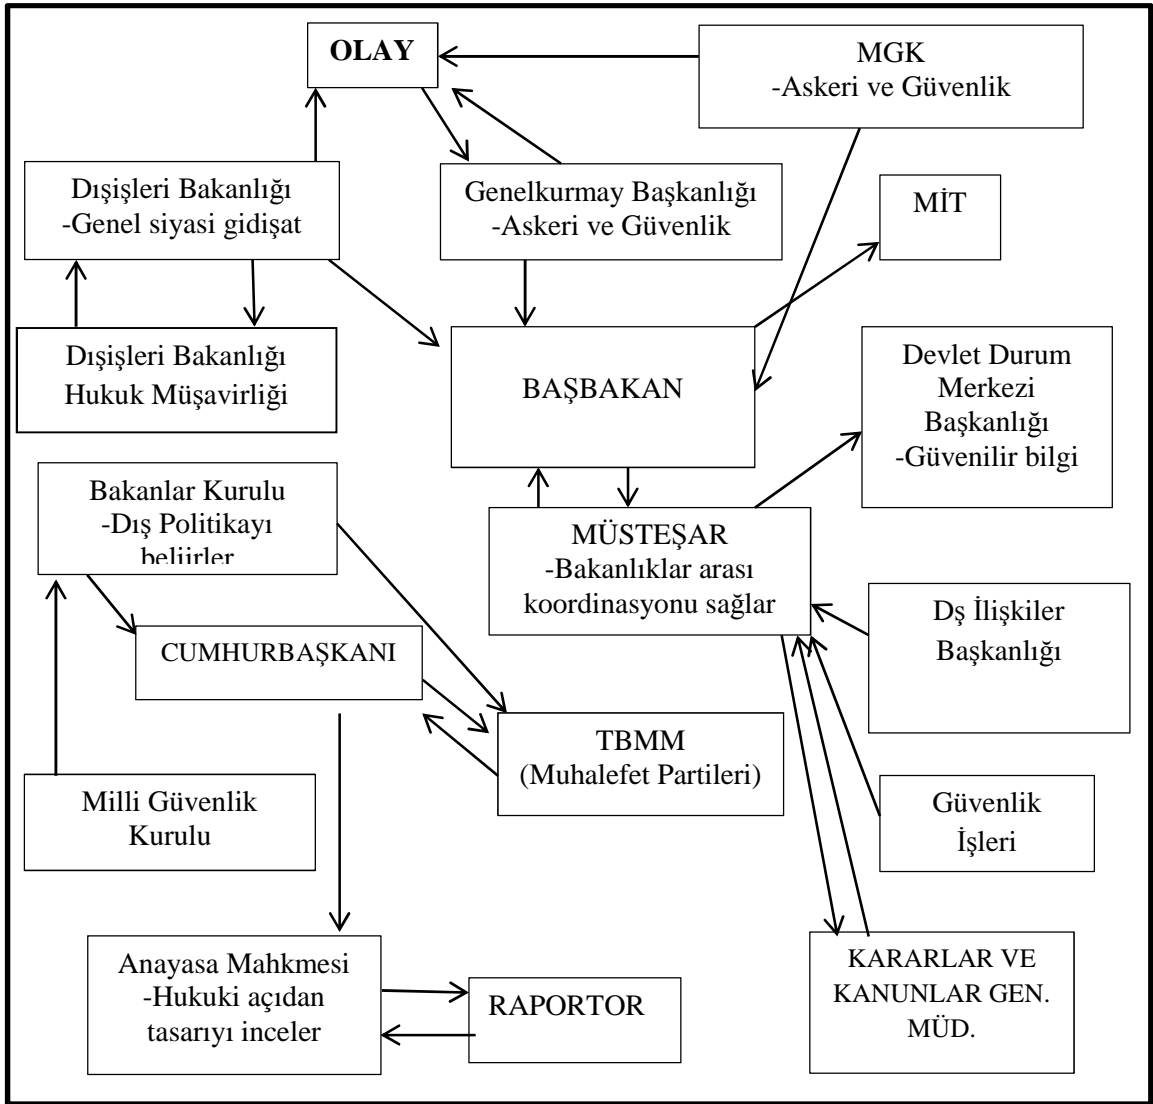 OLAY
MGK
-Askeri ve Güvenlik
Dışişleri Bakanlığı
-Genel siyasi gidişat
Genelkurmay Başkanlığı
-Askeri ve Güvenlik
MİT
Dışişleri Bakanlığı
Hukuk Müşavirliği
BAŞBAKAN
Devlet Durum
Merkezi
Başkanlığı
-Güvenilir bilgi
Bakanlar Kurulu
-Dış Politikayı
belirler
MÜSTEŞAR
-Bakanlıklar arası
koordinasyonu sağlar
Dş İlişkiler
Başkanlığı
CUMHURBAŞKANI
TBMM
(Muhalefet Partileri)
Milli Güvenlik
Kurulu
Güvenlik
İşleri
Anayasa Mahkmesi
-Hukuki açıdan
tasarıyı inceler
RAPORTOR
KARARLAR VE
KANUNLAR GEN.
MÜD.